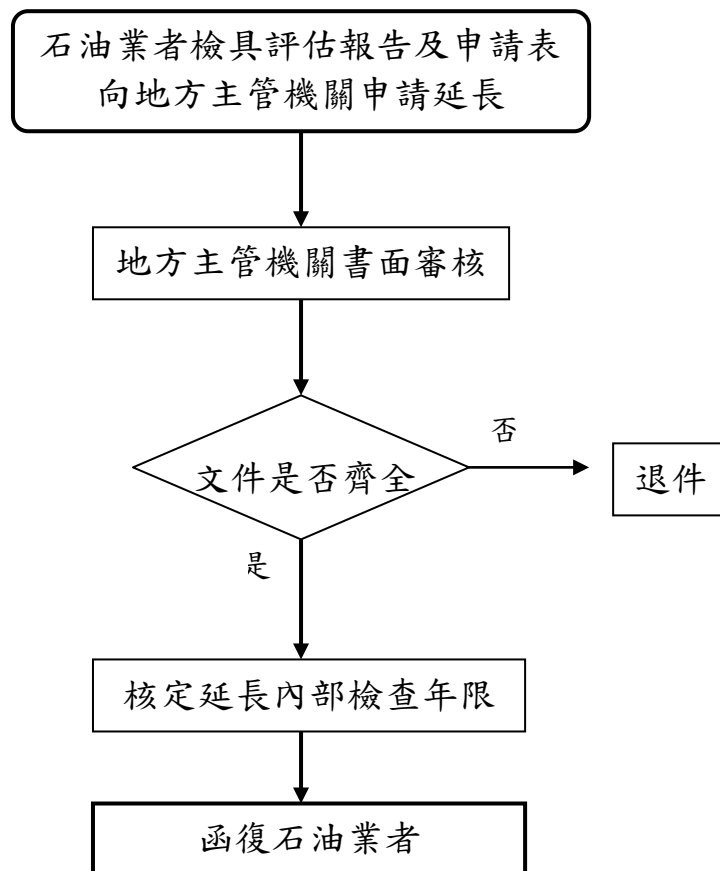 石油業者檢具評估報告及申請表
向地方主管機關申請延長
地方主管機關書面審核
文件是否齊全
否
退件
是
核定延長內部檢查年限
函復石油業者